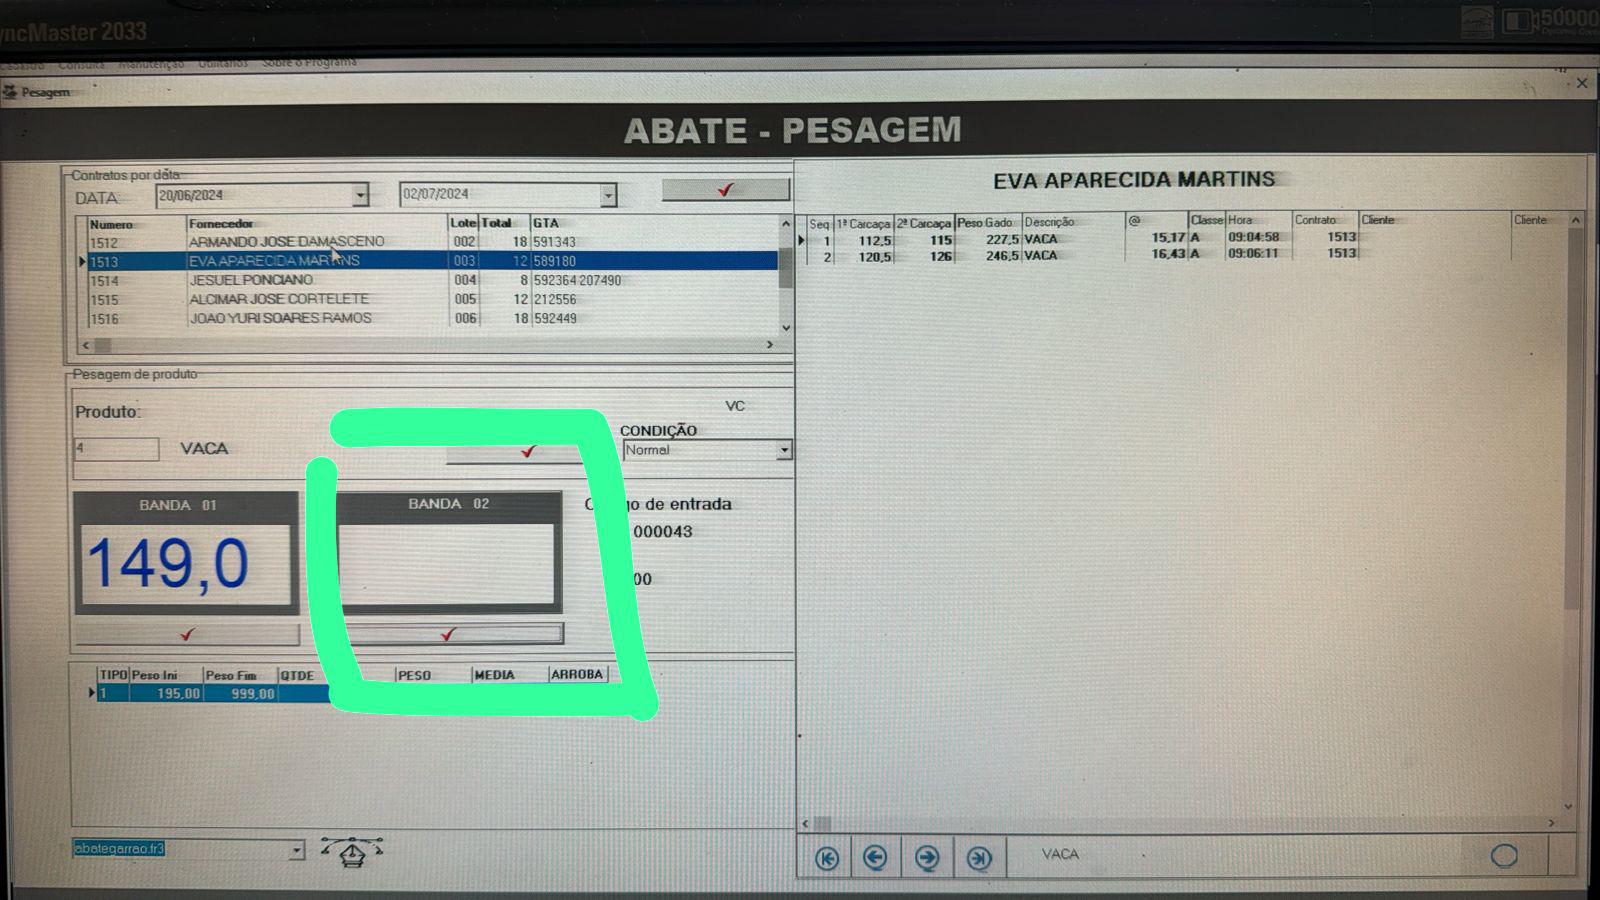 ncMaster 2033
50000
Cadastro Consulta Manutenção Utilitários Sobre o Programa
Pesagem
ABATE - PESAGEM
Contratos por data
DATA: 20/06/2024 02/07/2024
Numero Fornecedor Lote Total GTA
1512 ARMANDO JOSE DAMASCENO 002 18 591343
1513 EVA APARECIDA MARTINS 003 12 589180
1514 JESUEL PONCIANO 004 8 592364 207490
1515 ALCIMAR JOSE CORTELETE 005 12 212556
1516 JOAO YURI SOARES RAMOS 006 18 592449
Pesagem de produto
Produto: VC
CONDIÇÃO
4 VACA Normal
BANDA 01 BANDA 02
149,0
go de entrada
000043
00
TIPO Peso Ini Peso Fim QTDE PESO MEDIA ARROBA
1 195,00 999,00
abategarrao.fr3
EVA APARECIDA MARTINS
Seq 1ª Carcaça 2ª Carcaça Peso Gado Descrição @ Classe Hora Contrato Cliente Cliente
1 112,5 115 227,5 VACA 15,17 A 09:04:58 1513
2 120,5 126 246,5 VACA 16,43 A 09:06:11 1513
VACA